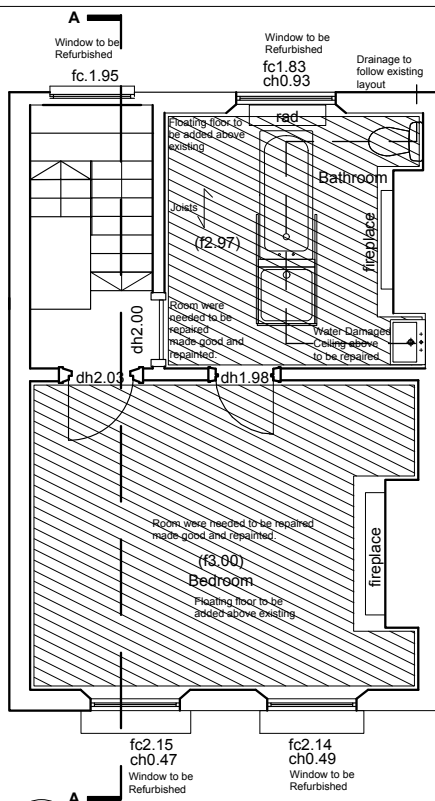 A
Window to be
Refurbished
fc.1.95
Window to be
Refurbished
fc1.83
ch0.93
Drainage to
follow existing
layout
rad
Floating floor to
be added above
existing
Bathroom
Joists
(f2.97)
fireplace
dh2.00
Room were
needed to be
repaired
made good and
repainted.
Water Damaged
Ceiling above
to be repaired
dh2.03
dh1.98
Room were needed to be repaired
made good and repainted.
(f3.00)
Bedroom
fireplace
Floating floor to be
added above existing
fc2.15
ch0.47
Window to be
Refurbished
fc2.14
ch0.49
Window to be
Refurbished
A